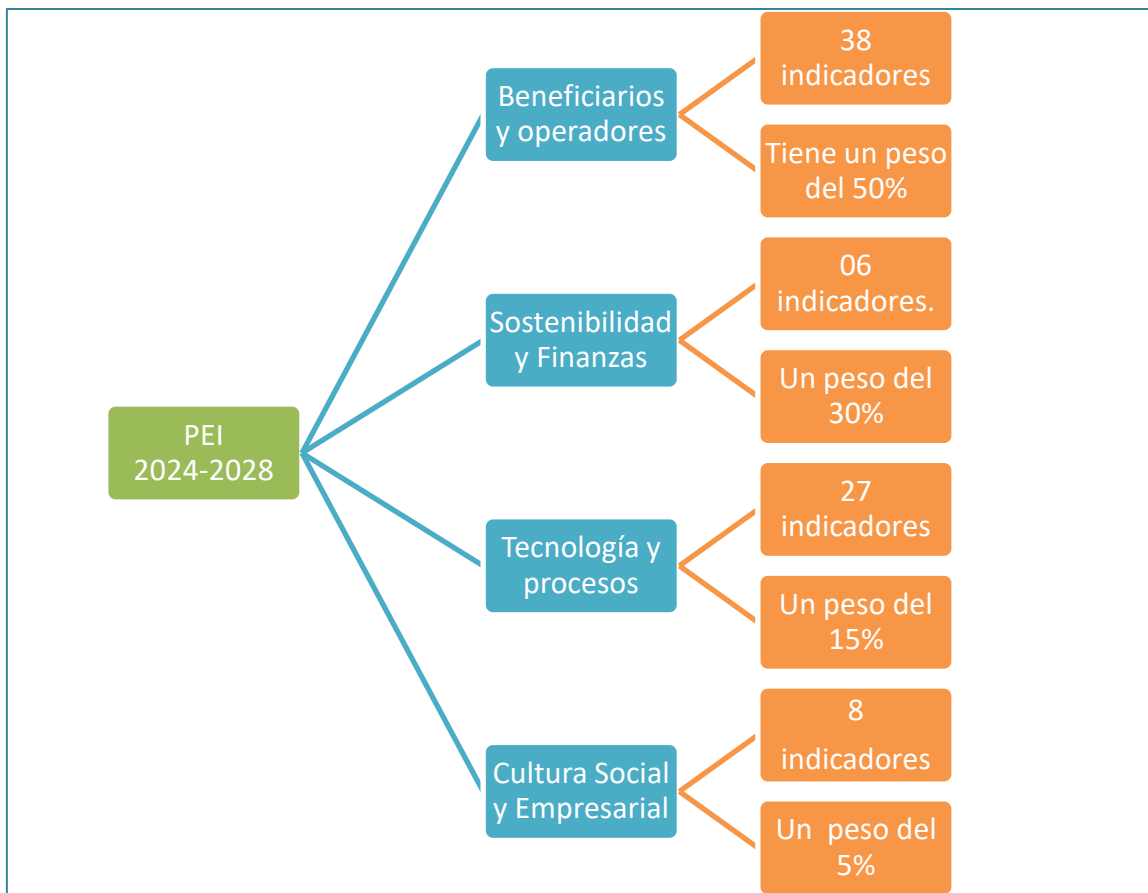 PEI
2024-2028
Beneficiarios
y operadores
38
indicadores
Tiene un peso
del 50%
Sostenibilidad
y Finanzas
06
indicadores.
Un peso del
30%
Tecnología y
procesos
27
indicadores
Un peso del
15%
Cultura Social
y Empresarial
8
indicadores
Un  peso del
5%